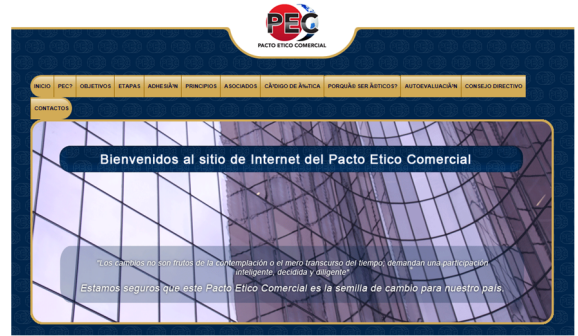 PEC
PACTO ETICO COMERCIAL
INICIO PEC? OBJETIVOS ETAPAS ADHESIÃ³N PRINCIPIOS ASOCIADOS CÃ³DIGO DE Ã‰TICA PORQUÃ© SER Ã©TICOS? AUTOEVALUACIÃ³N CONSEJO DIRECTIVO
CONTACTOS
Bienvenidos al sitio de Internet del Pacto Etico Comercial
"Los cambios no son frutos de la contemplación o el mero transcurso del tiempo; demandan una participación
inteligente, decidida y diligente"
Estamos seguros que este Pacto Etico Comercial es la semilla de cambio para nuestro país.